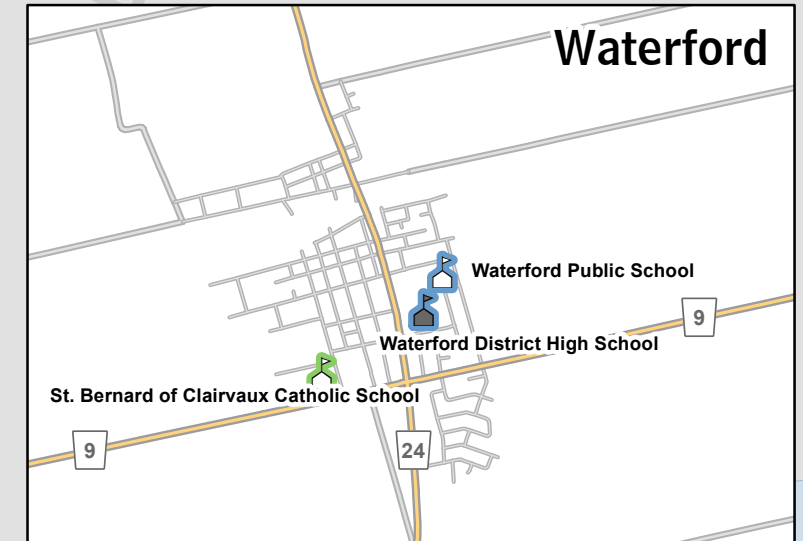 Waterford
Waterford Public School
9
Waterford District High School
St. Bernard of Clairvaux Catholic School
9
24